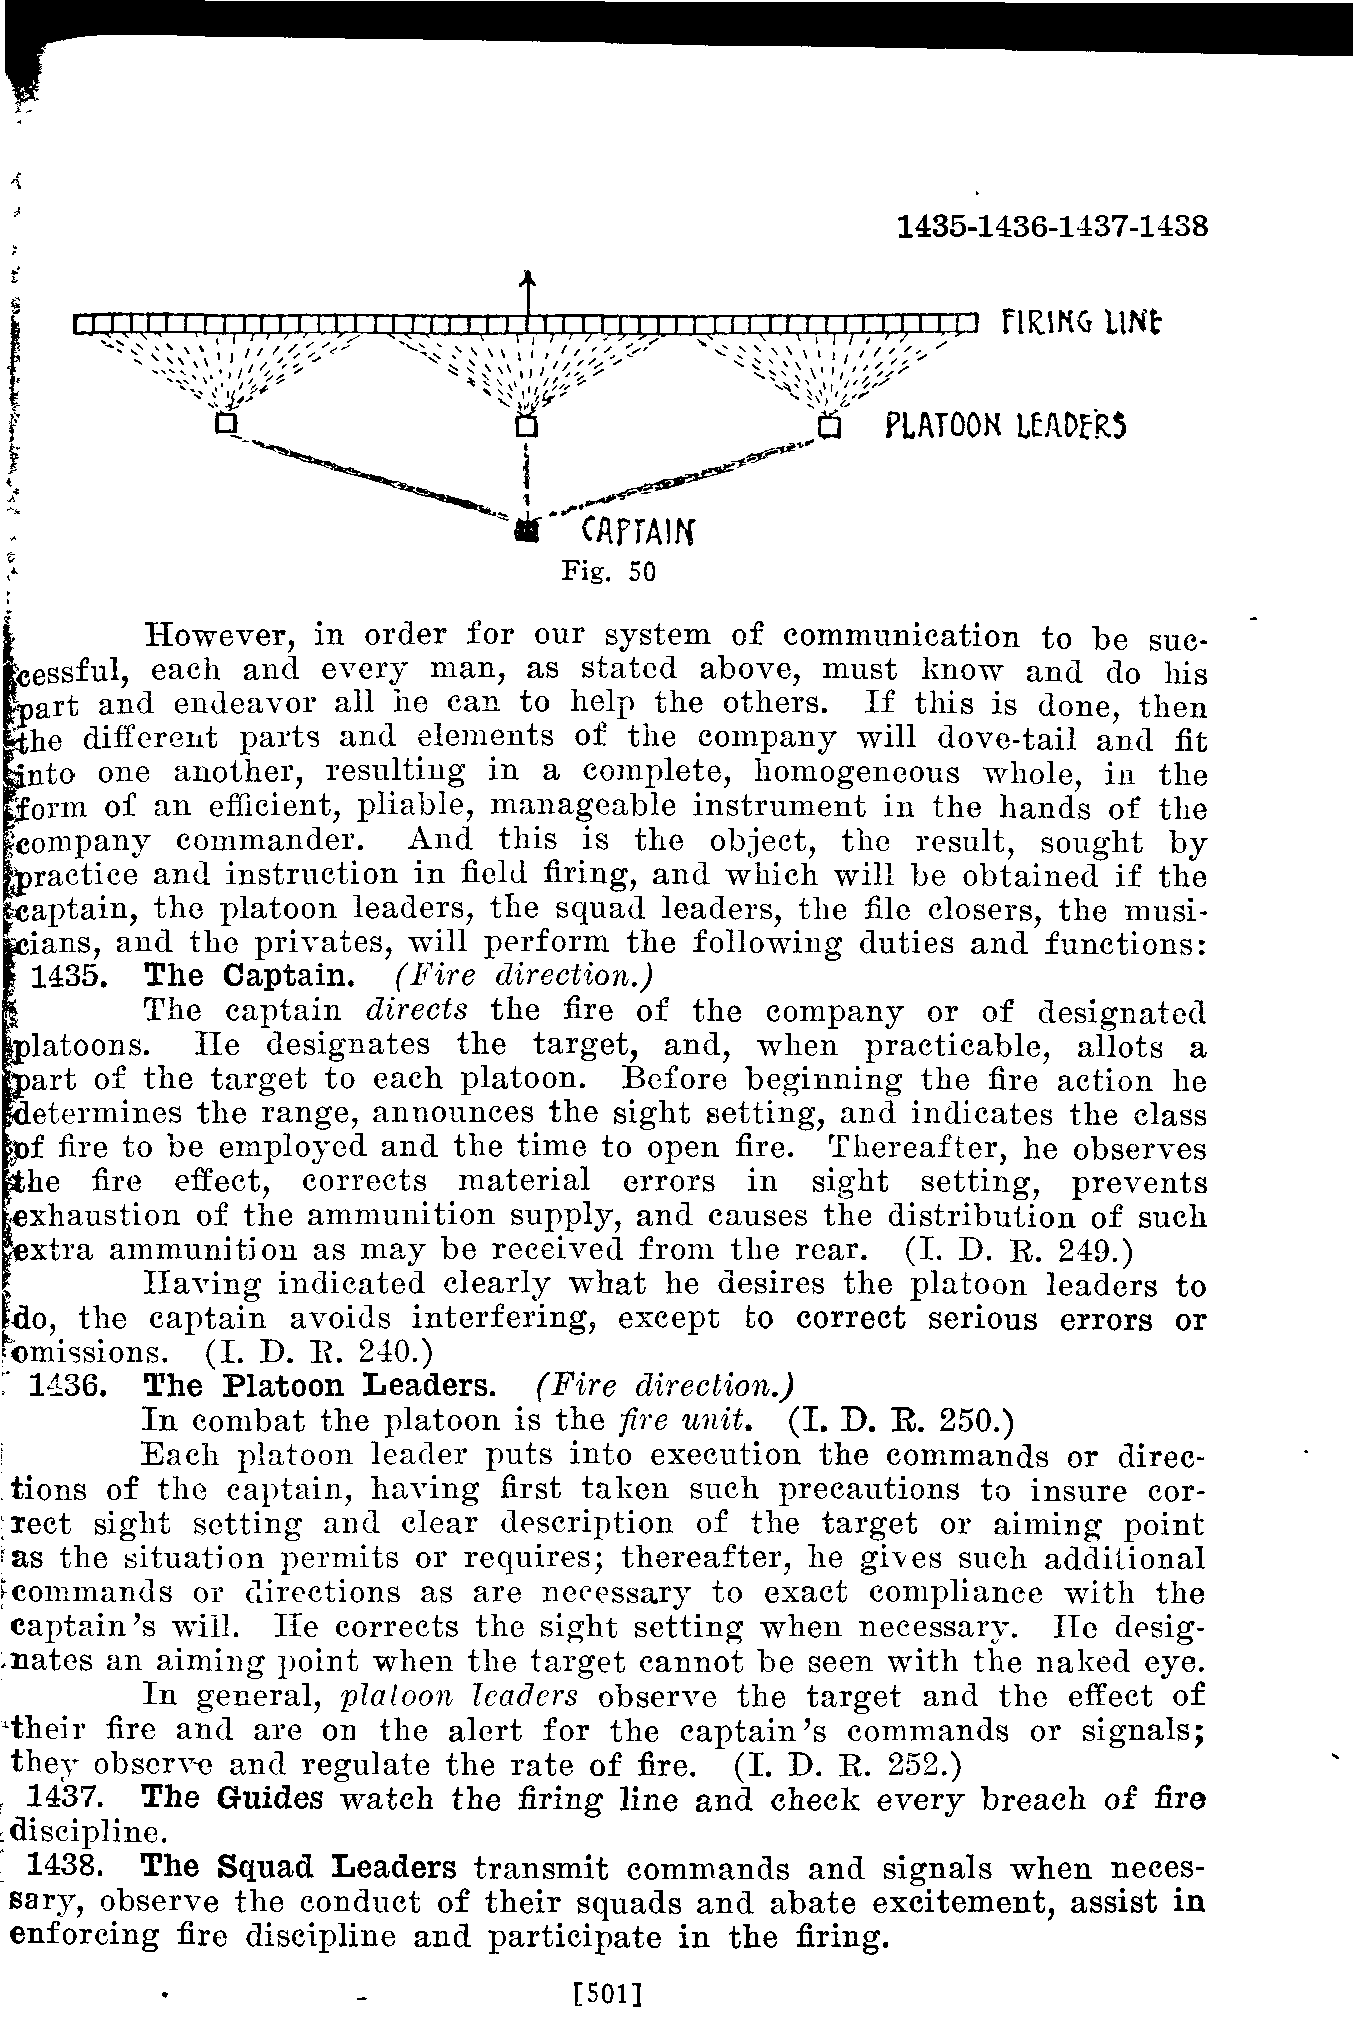 1435-1436-1437-1438
FIRING LINE
PLATOON LEADERS
CAPTAIN
Fig. 50
However, in order for our system of communication to be suc-
cessful, each and every man, as stated above, must know and do his
part and endeavor all he can to help the others. If this is done, then
the different parts and elements of the company will dove-tail and fit
into one another, resulting in a complete, homogeneous whole, in the
form of an efficient, pliable, manageable instrument in the hands of the
company commander. And this is the object, the result, sought by
practice and instruction in field firing, and which will be obtained if the
captain, the platoon leaders, the squad leaders, the file closers, the musi-
cians, and the privates, will perform the following duties and functions:
1435. The Captain. (Fire direction.)
The captain directs the fire of the company or of designated
platoons. He designates the target, and, when practicable, allots a
part of the target to each platoon. Before beginning the fire action he
determines the range, announces the sight setting, and indicates the class
of fire to be employed and the time to open fire. Thereafter, he observes
the fire effect, corrects material errors in sight setting, prevents
exhaustion of the ammunition supply, and causes the distribution of such
extra ammunition as may be received from the rear. (I. D. R. 249.)
Having indicated clearly what he desires the platoon leaders to
do, the captain avoids interfering, except to correct serious errors or
omissions. (I. D. R. 240.)
1436. The Platoon Leaders. (Fire direction.)
In combat the platoon is the fire unit. (I. D. R. 250.)
Each platoon leader puts into execution the commands or direc-
tions of the captain, having first taken such precautions to insure cor-
rect sight setting and clear description of the target or aiming point
as the situation permits or requires; thereafter, he gives such additional
commands or directions as are necessary to exact compliance with the
captain's will. He corrects the sight setting when necessary. He desig-
nates an aiming point when the target cannot be seen with the naked eye.
In general, platoon leaders observe the target and the effect of
their fire and are on the alert for the captain's commands or signals;
they observe and regulate the rate of fire. (I. D. R. 252.)
1437. The Guides watch the firing line and check every breach of fire
discipline.
1438. The Squad Leaders transmit commands and signals when neces-
sary, observe the conduct of their squads and abate excitement, assist in
enforcing fire discipline and participate in the firing.
[501]